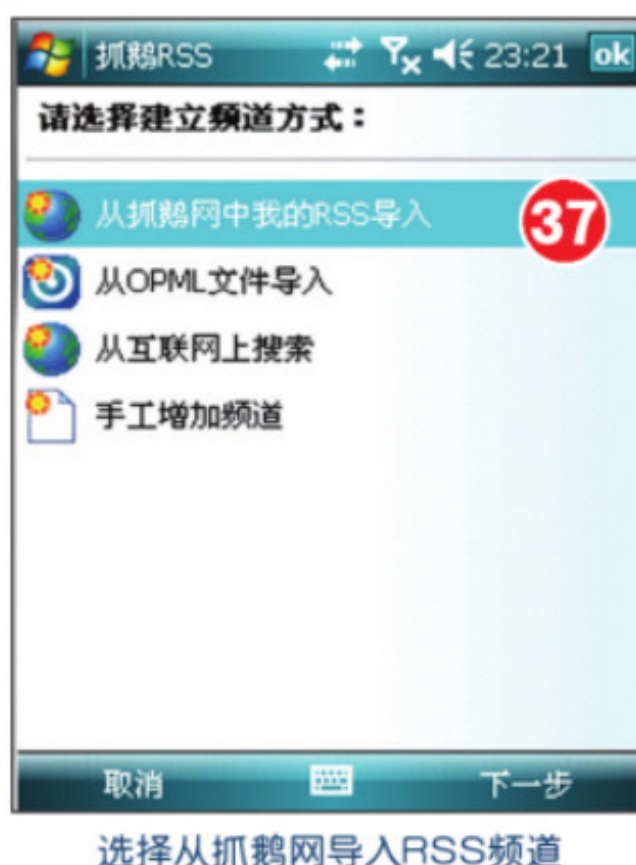 抓鹅RSS 23:21 ok
请选择建立频道方式：
从抓鹅网中我的RSS导入 37
从OPML文件导入
从互联网上搜索
手工增加频道
取消 下一步
选择从抓鹅网导入RSS频道